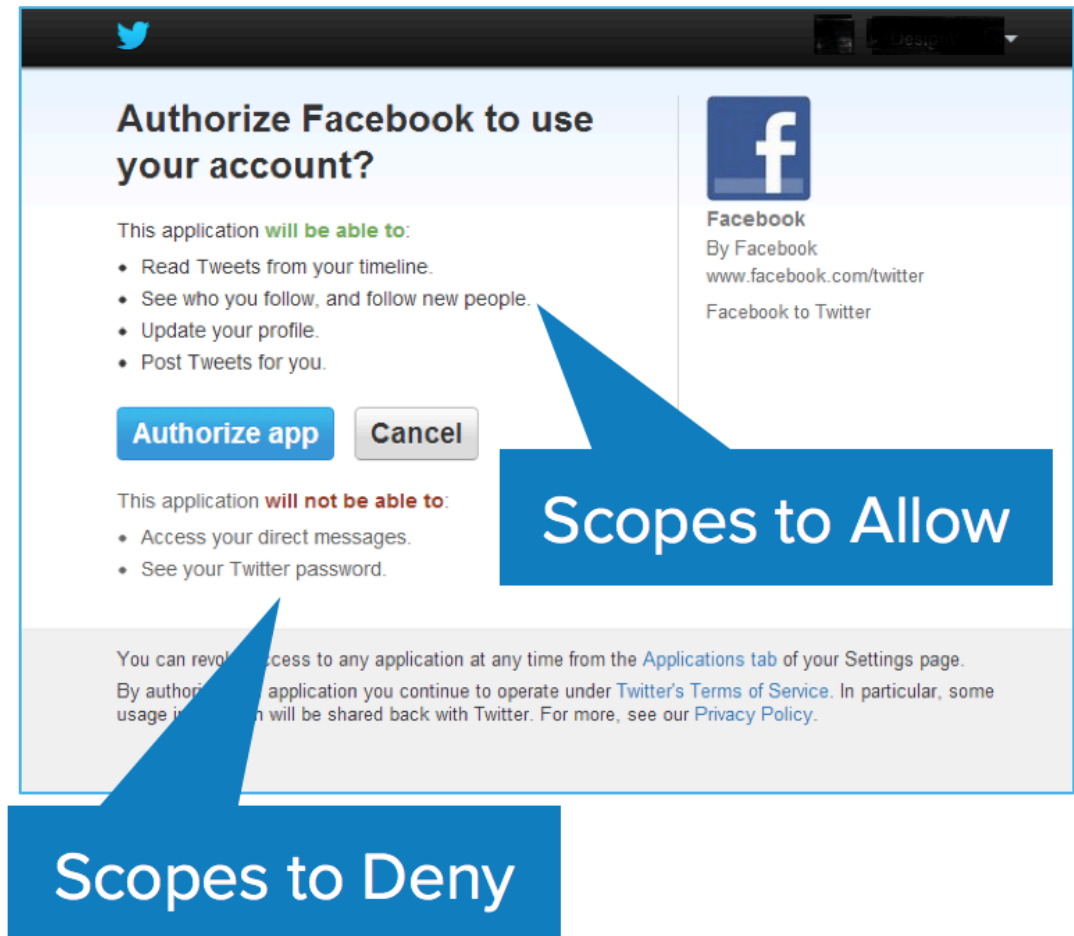 Authorize Facebook to use
your account?
This application will be able to:
• Read Tweets from your timeline.
• See who you follow, and follow new people.
• Update your profile.
• Post Tweets for you.
Authorize app
Cancel
This application will not be able to:
• Access your direct messages.
• See your Twitter password.
Facebook
By Facebook
www.facebook.com/twitter
Facebook to Twitter
Scopes to Allow
You can access to any application at any time from the Applications tab of your Settings page.
By application you continue to operate under Twitter's Terms of Service. In particular, some
usage will be shared back with Twitter. For more, see our Privacy Policy.
Scopes to Deny